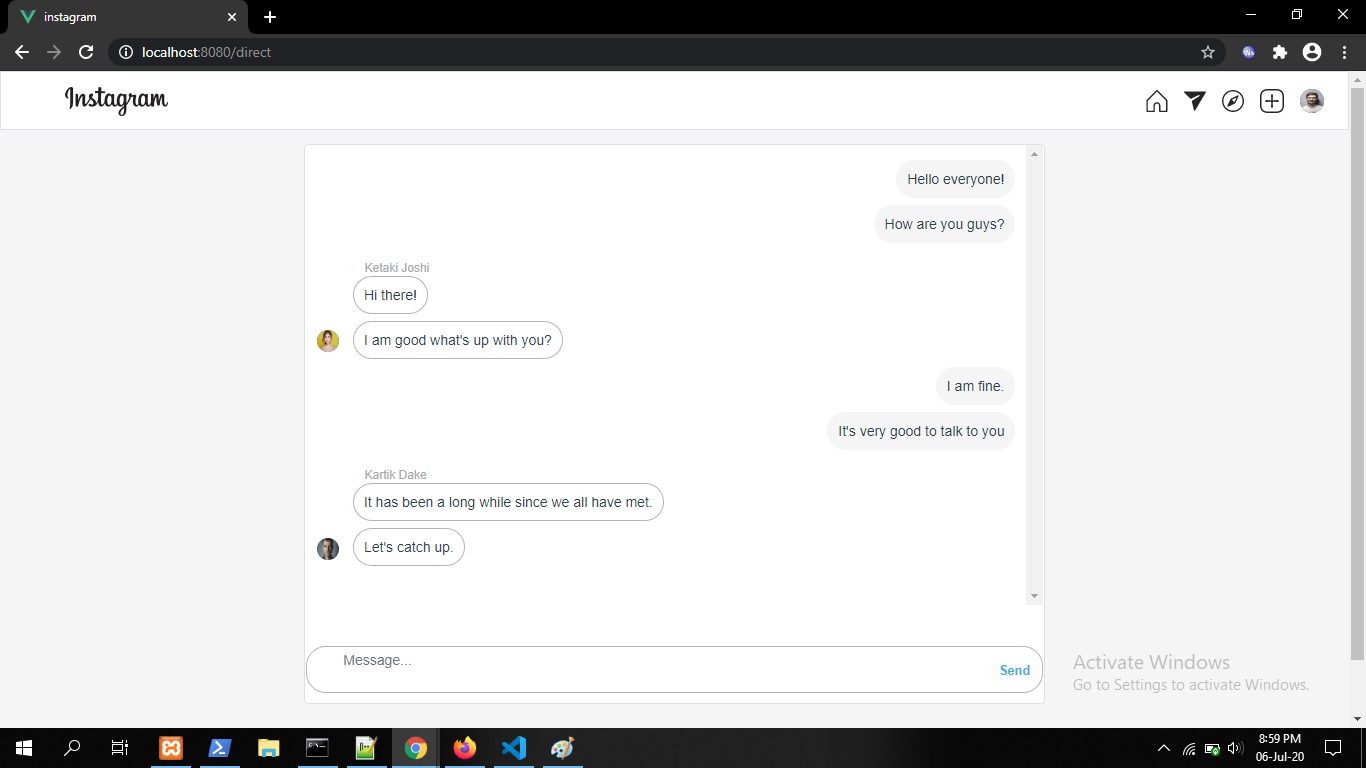 instagram
localhost:8080/direct
Instagram
Hello everyone!
How are you guys?
Ketaki Joshi
Hi there!
I am good what's up with you?
I am fine.
It's very good to talk to you
Kartik Dake
It has been a long while since we all have met.
Let's catch up.
Message...
Send
Activate Windows
Go to Settings to activate Windows.
8:59 PM
06-Jul-20